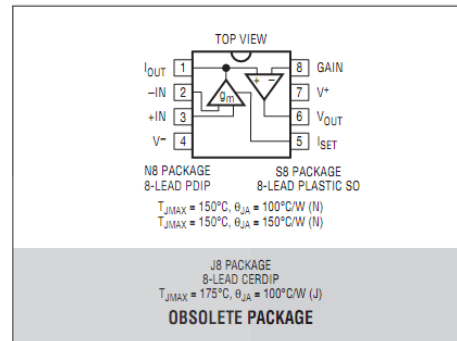 TOP VIEW
IOUT 1
8 GAIN
–IN 2
7 V+
+IN 3
6 VOUT
V– 4
5 ISET
gm
+ –
N8 PACKAGE
8-LEAD PDIP
S8 PACKAGE
8-LEAD PLASTIC SO
TJMAX = 150°C, θJA = 100°C/W (N)
TJMAX = 150°C, θJA = 150°C/W (N)
J8 PACKAGE
8-LEAD CERDIP
TJMAX = 175°C, θJA = 100°C/W (J)
OBSOLETE PACKAGE